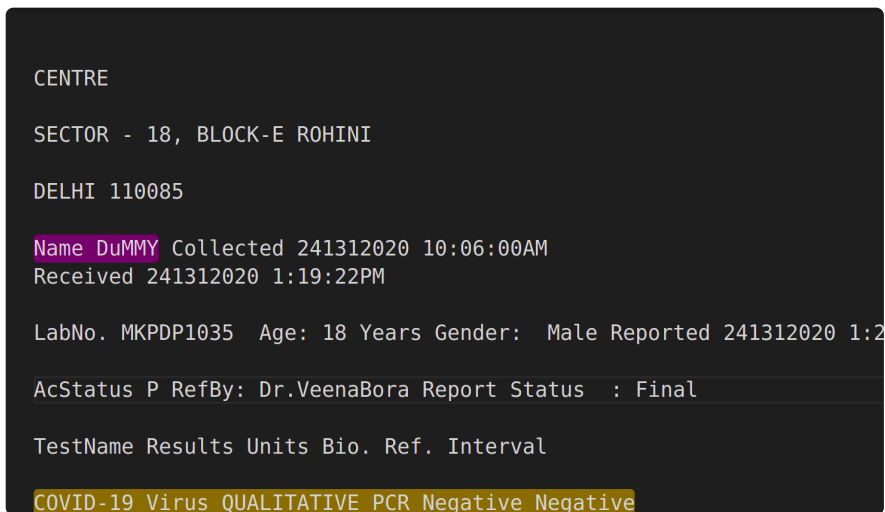 CENTRE
SECTOR - 18, BLOCK-E ROHINI
DELHI 110085
Name DuMMY Collected 241312020 10:06:00AM
Received 241312020 1:19:22PM
LabNo. MKPDP1035  Age: 18 Years Gender:  Male Reported 241312020 1:2
AcStatus P RefBy: Dr.VeenaBora Report Status  : Final
TestName Results Units Bio. Ref. Interval
COVID-19 Virus QUALITATIVE PCR Negative Negative